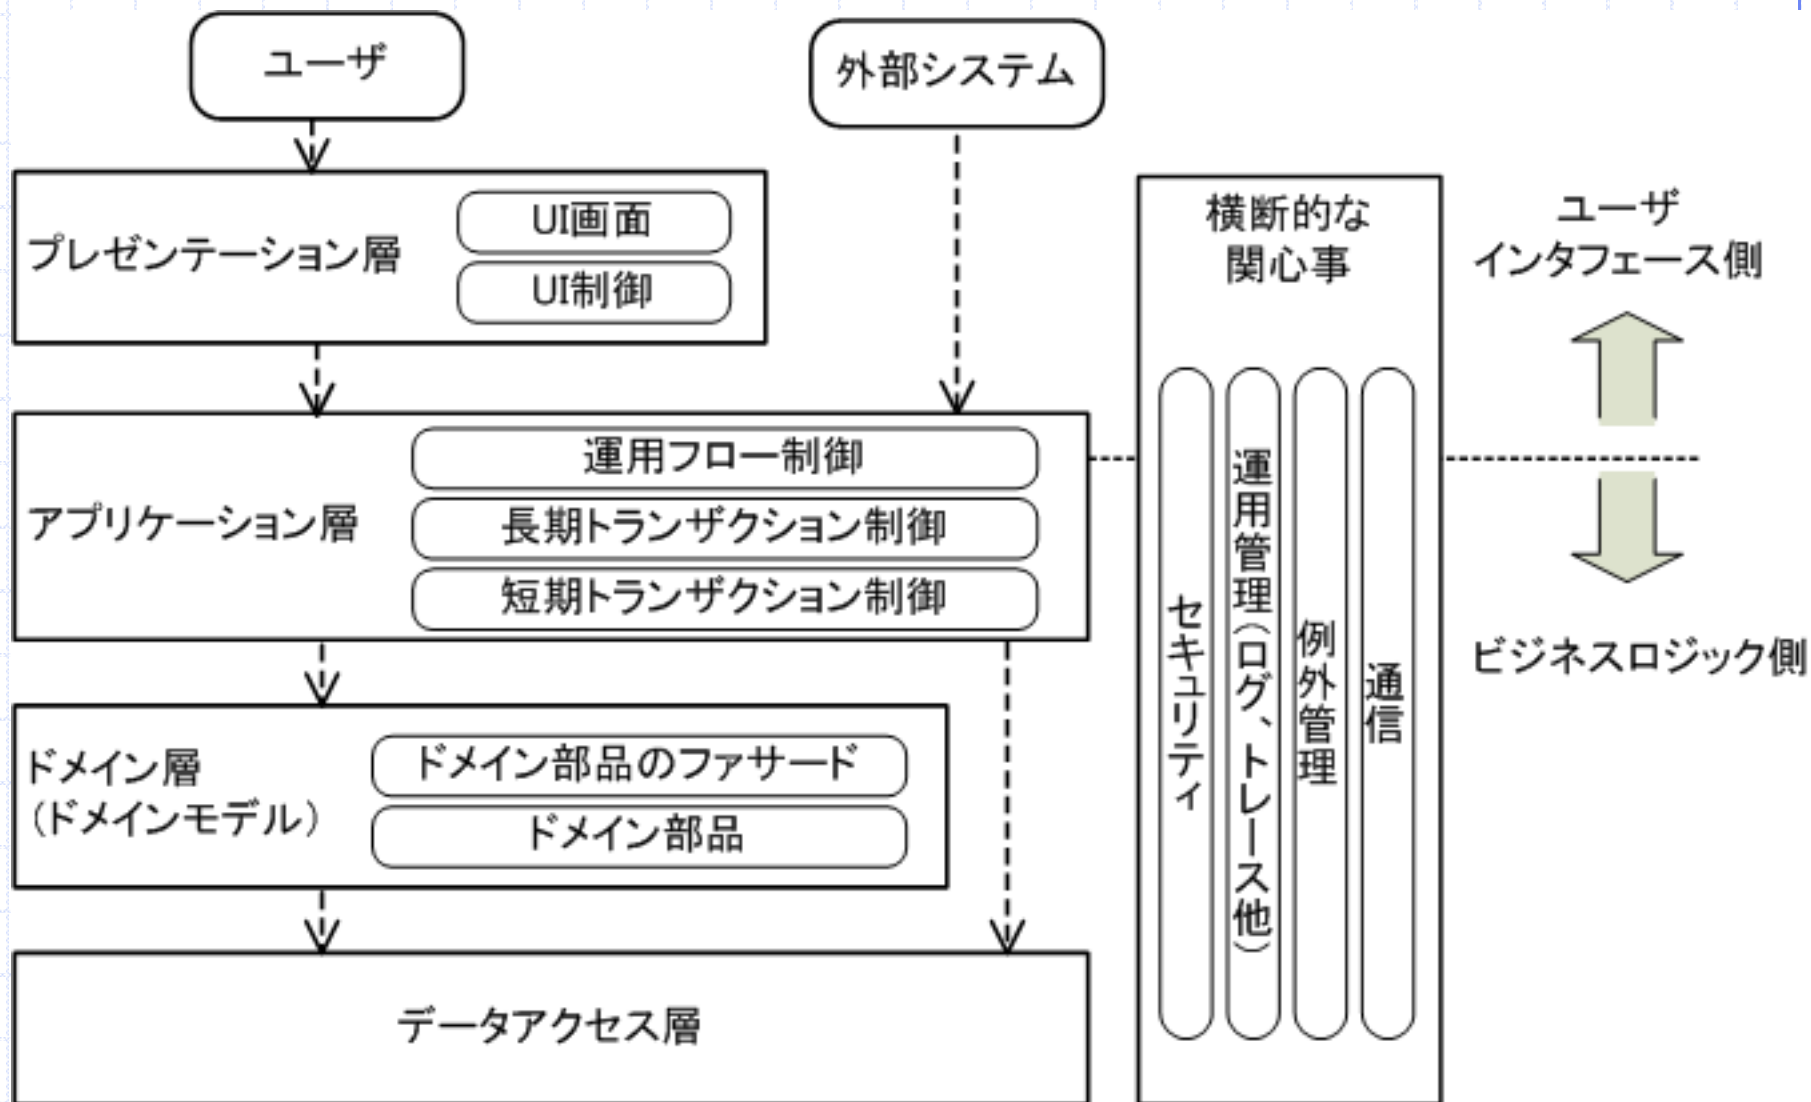 ユーザ
外部システム
プレゼンテーション層
UI画面
UI制御
アプリケーション層
運用フロー制御
長期トランザクション制御
短期トランザクション制御
ドメイン層
(ドメインモデル)
ドメイン部品のファサード
ドメイン部品
データアクセス層
横断的な
関心事
セキュリティ
運用管理(ログ、トレース他)
例外管理
通信
ユーザ
インタフェース側
ビジネスロジック側